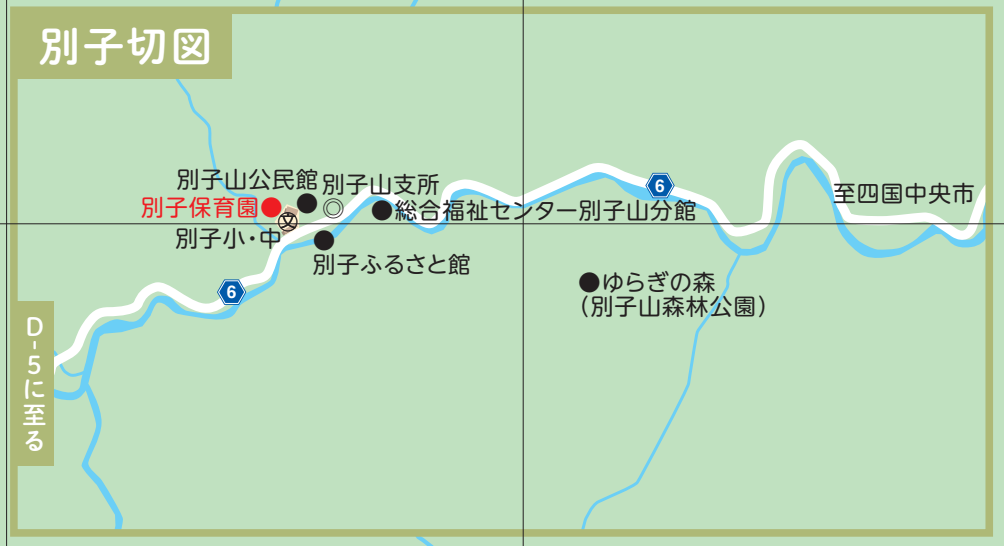 別子切図
別子山公民館
別子山支所
別子保育園
文
総合福祉センター別子山分館
別子小・中
別子ふるさと館
6
至四国中央市
6
ゆらぎの森
(別子山森林公園)
D-5に至る